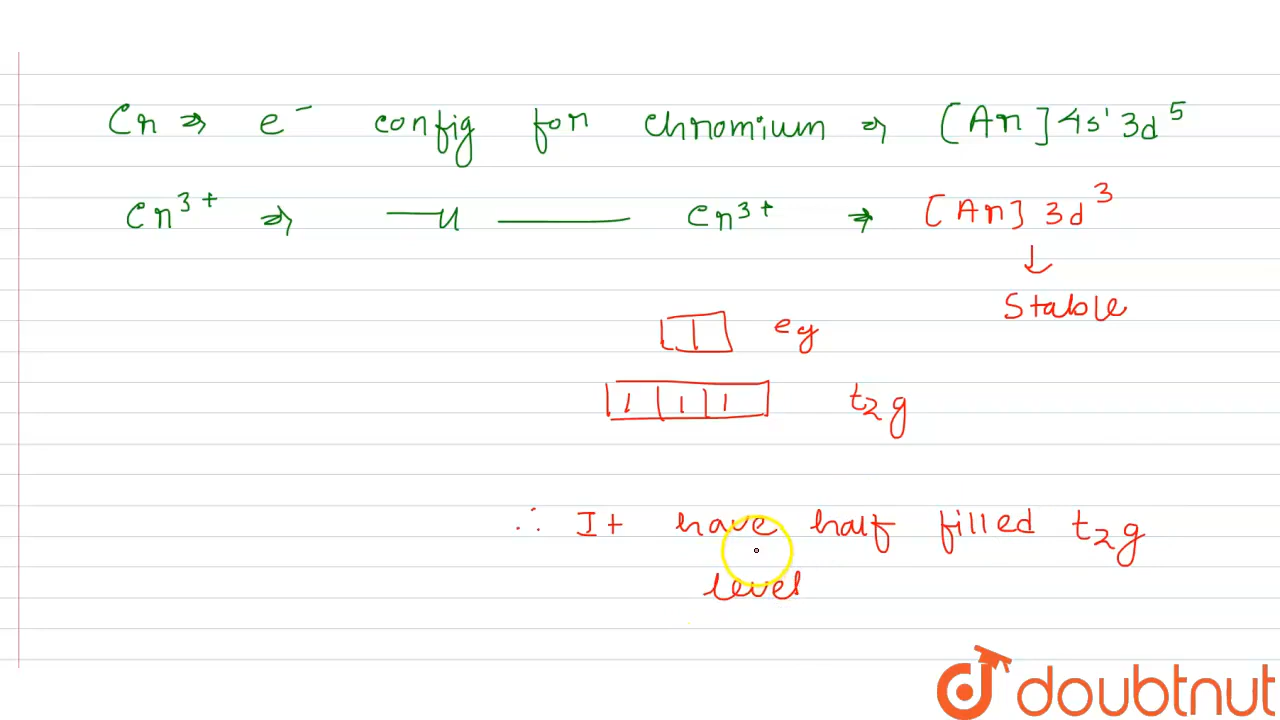 Cr ⇒ e⁻ config for chromium ⇒ [Ar] 4s¹ 3d⁵
Cr³⁺ ⇒ —〃— Cr³⁺ → [Ar] 3d³
↓
Stable
eg
t₂g
∴ It have half filled t₂g
level
doubtnut